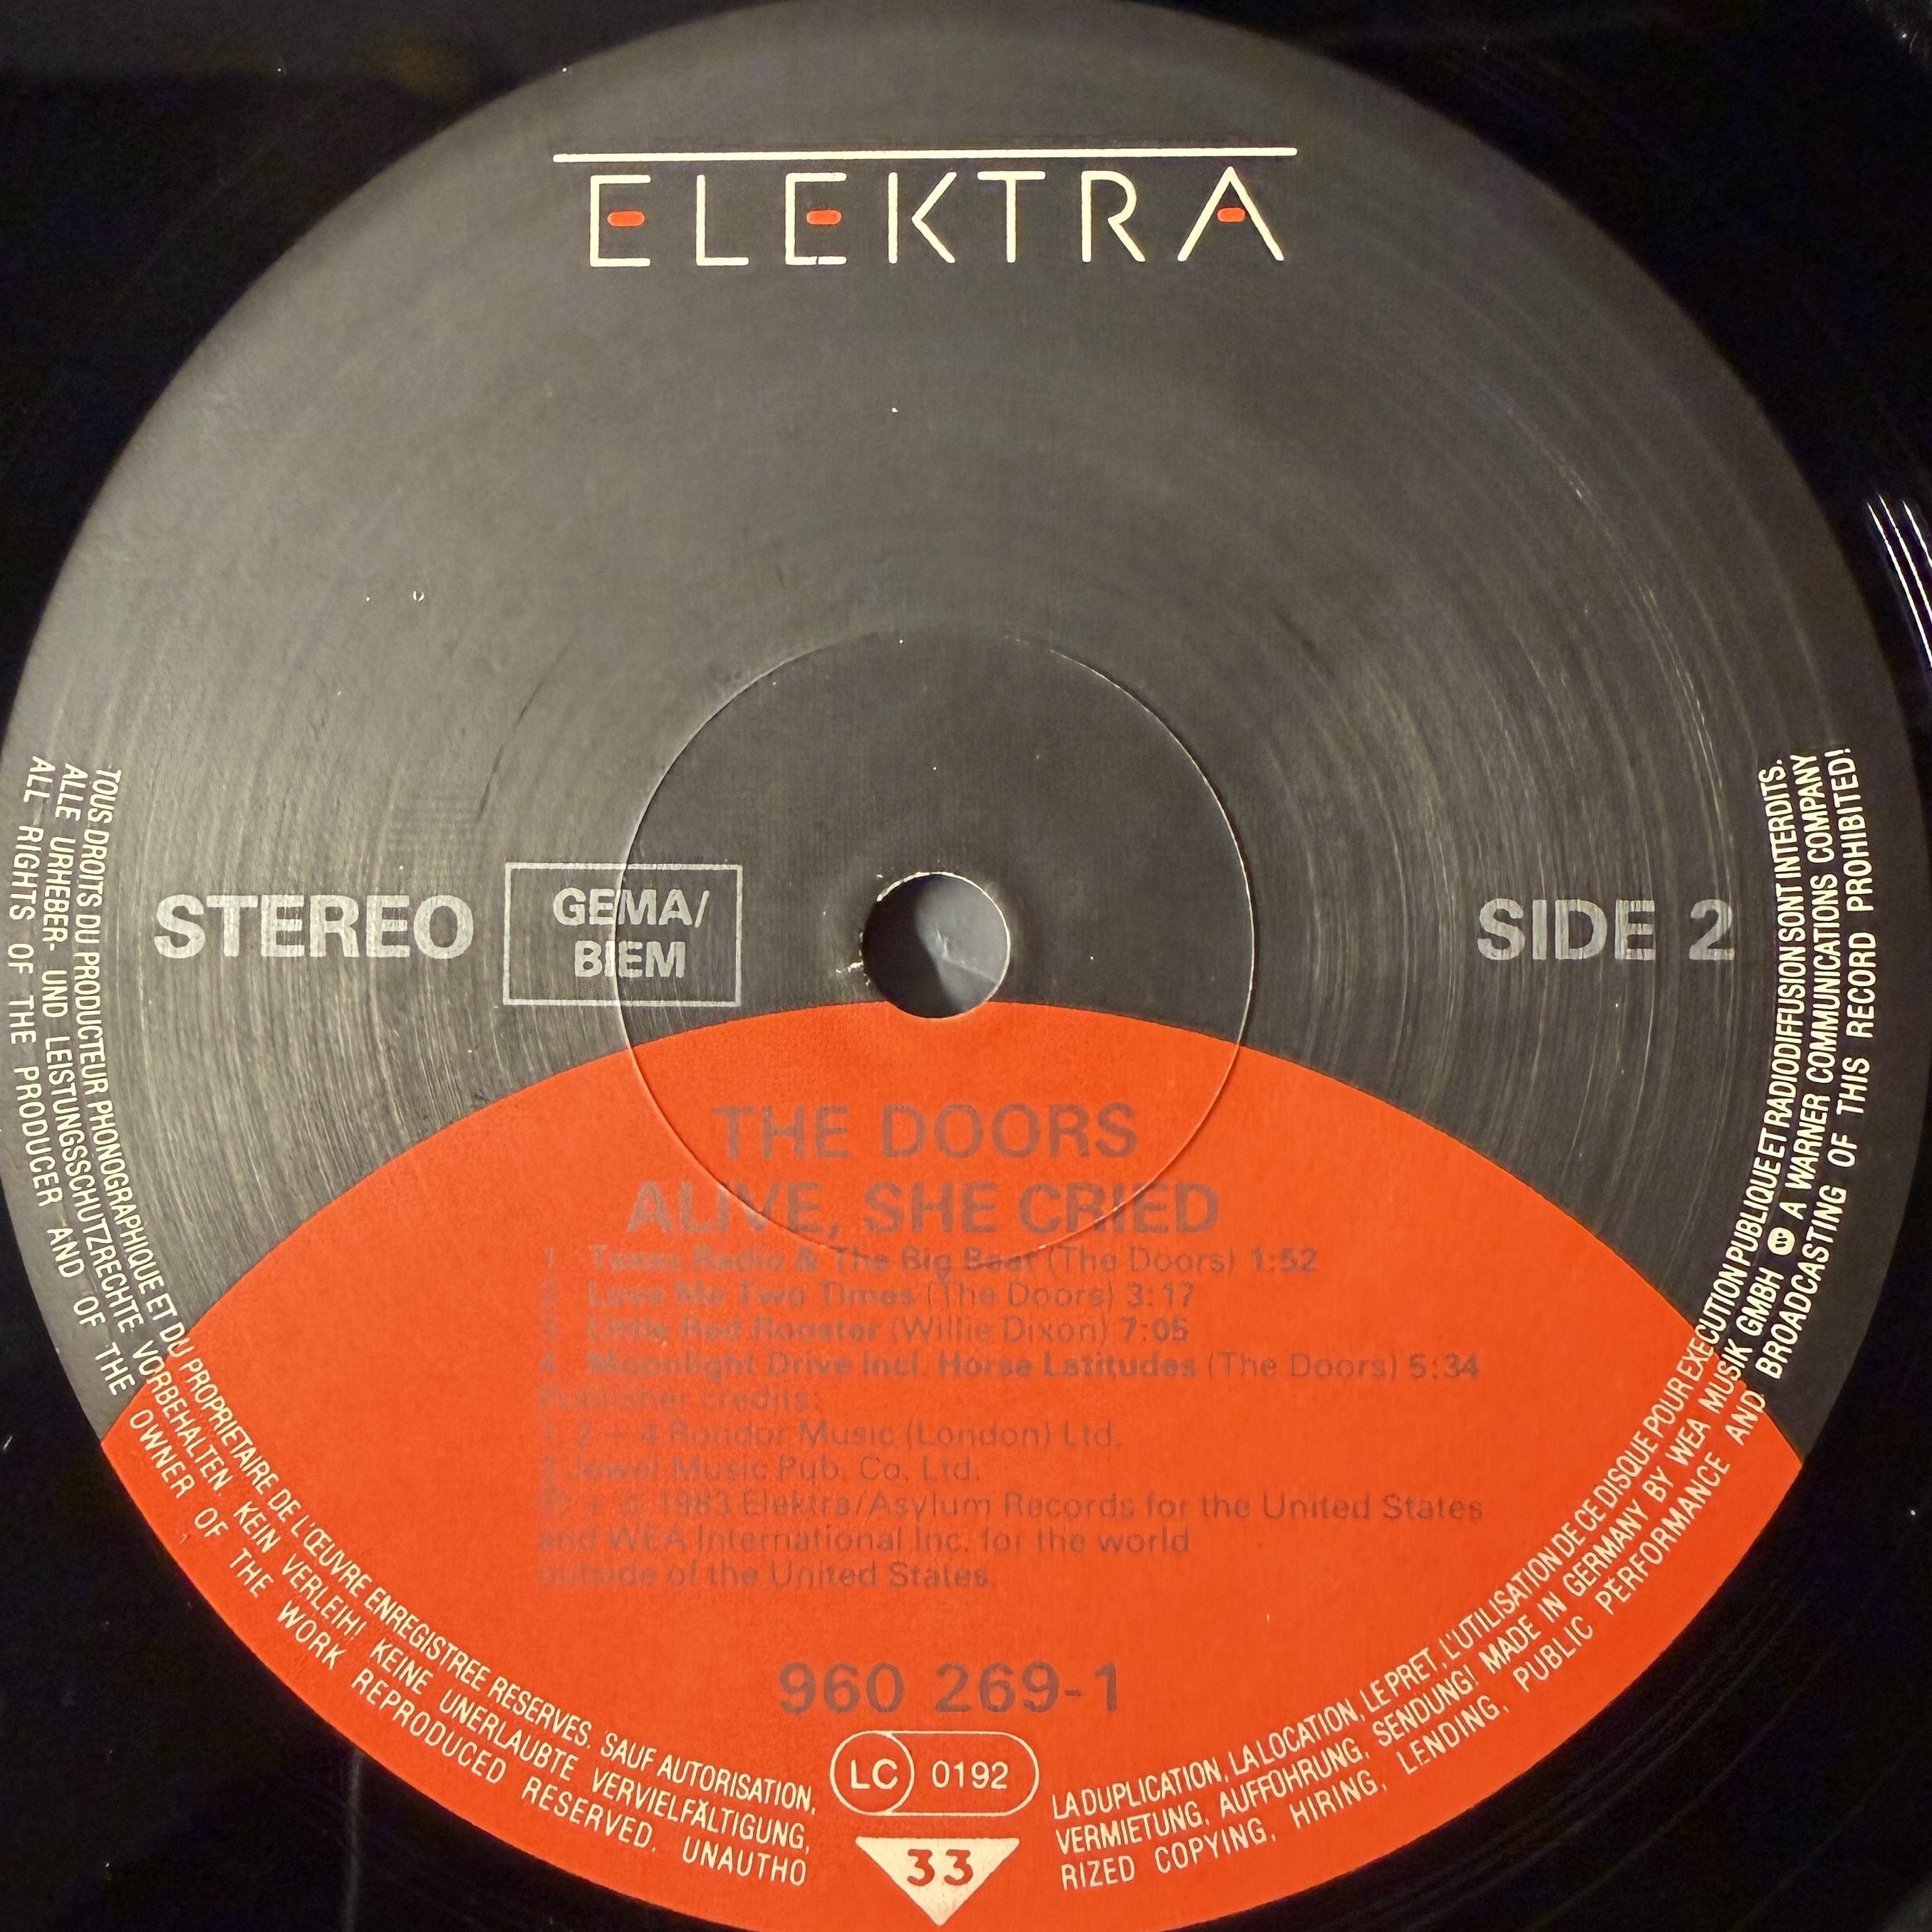 ELEKTRA
STEREO
GEMA/
BIEM
SIDE 2
THE DOORS
ALIVE, SHE CRIED
1. Texas Radio & The Big Beat (The Doors) 1:52
2. Love Me Two Times (The Doors) 3:17
3. Little Red Rooster (Willie Dixon) 7:05
4. Moonlight Drive Incl. Horse Latitudes (The Doors) 5:34
Publisher credits:
1, 2 + 4 Rondor Music (London) Ltd.
3 Jewel Music Pub. Co. Ltd.
℗ + © 1983 Elektra/Asylum Records for the United States
and WEA International Inc. for the world
outside of the United States.
960 269-1
LC 0192
33
TOUS DROITS DU PRODUCTEUR PHONOGRAPHIQUE ET DU PROPRIETAIRE DE L'ŒUVRE ENREGISTREE RESERVES. SAUF AUTORISATION, LA DUPLICATION, LA LOCATION, LE PRET, L'UTILISATION DE CE DISQUE POUR EXECUTION PUBLIQUE ET RADIODIFFUSION SONT INTERDITS.
ALLE URHEBER- UND LEISTUNGSSCHUTZRECHTE VORBEHALTEN. KEIN VERLEIH! KEINE UNERLAUBTE VERVIELFÄLTIGUNG, VERMIETUNG, AUFFÜHRUNG, SENDUNG! MADE IN GERMANY BY WEA MUSIK GMBH A WARNER COMMUNICATIONS COMPANY
ALL RIGHTS OF THE PRODUCER AND OF THE OWNER OF THE WORK REPRODUCED RESERVED. UNAUTHORIZED COPYING, HIRING, LENDING, PUBLIC PERFORMANCE AND BROADCASTING OF THIS RECORD PROHIBITED!